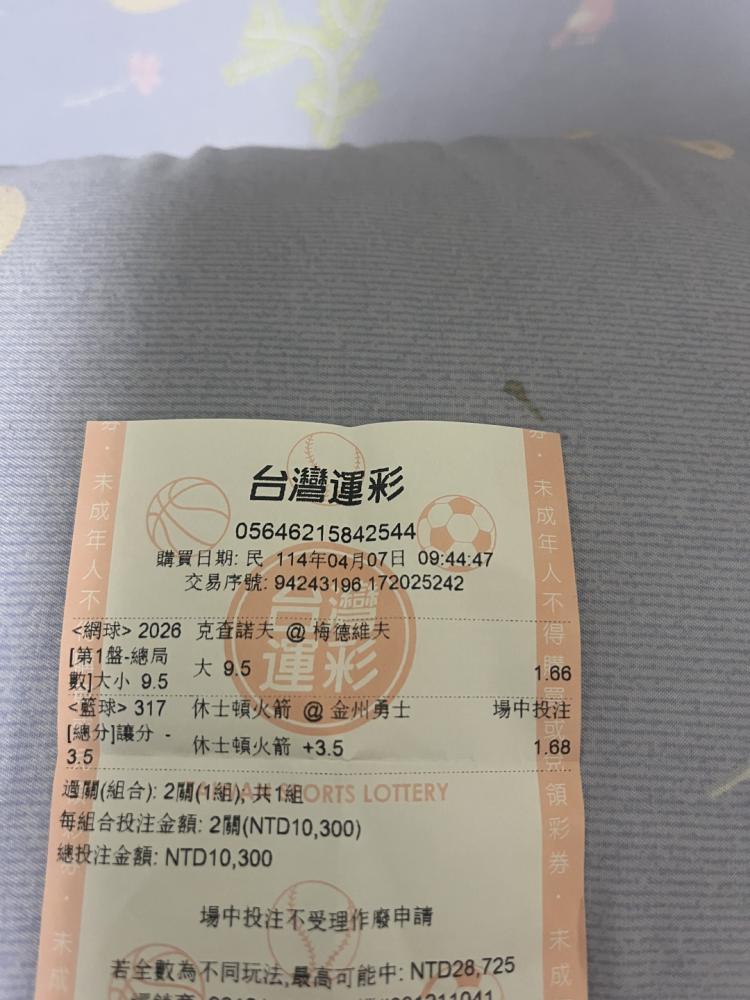 台灣運彩
05646215842544
購買日期: 民 114年04月07日 09:44:47
交易序號: 94243196 172025242
台灣
運彩
<網球> 2026 克查諾夫 @ 梅德維夫
[第1盤-總局
數]大小 9.5 大 9.5 1.66
<籃球> 317 休士頓火箭 @ 金州勇士 場中投注
[總分]讓分 -
3.5 休士頓火箭 +3.5 1.68
過關(組合): 2關(1組), 共1組
SPORTS LOTTERY
每組合投注金額: 2關(NTD10,300)
總投注金額: NTD10,300
場中投注不受理作廢申請
若全數為不同玩法,最高可能中: NTD28,725
券・未成年人不
券・未成年人不得購買或兌領彩券・未成
未成